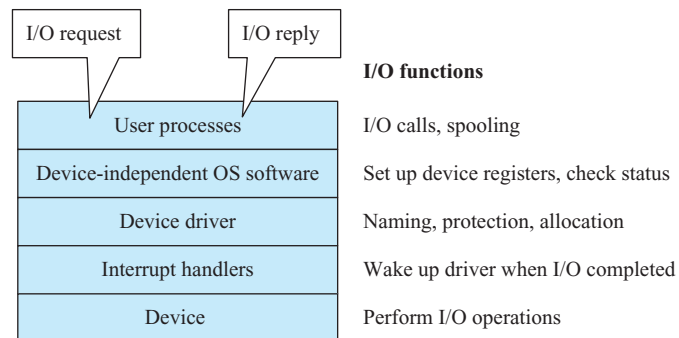 I/O request
I/O reply
I/O functions
User processes
I/O calls, spooling
Device-independent OS software
Set up device registers, check status
Device driver
Naming, protection, allocation
Interrupt handlers
Wake up driver when I/O completed
Device
Perform I/O operations